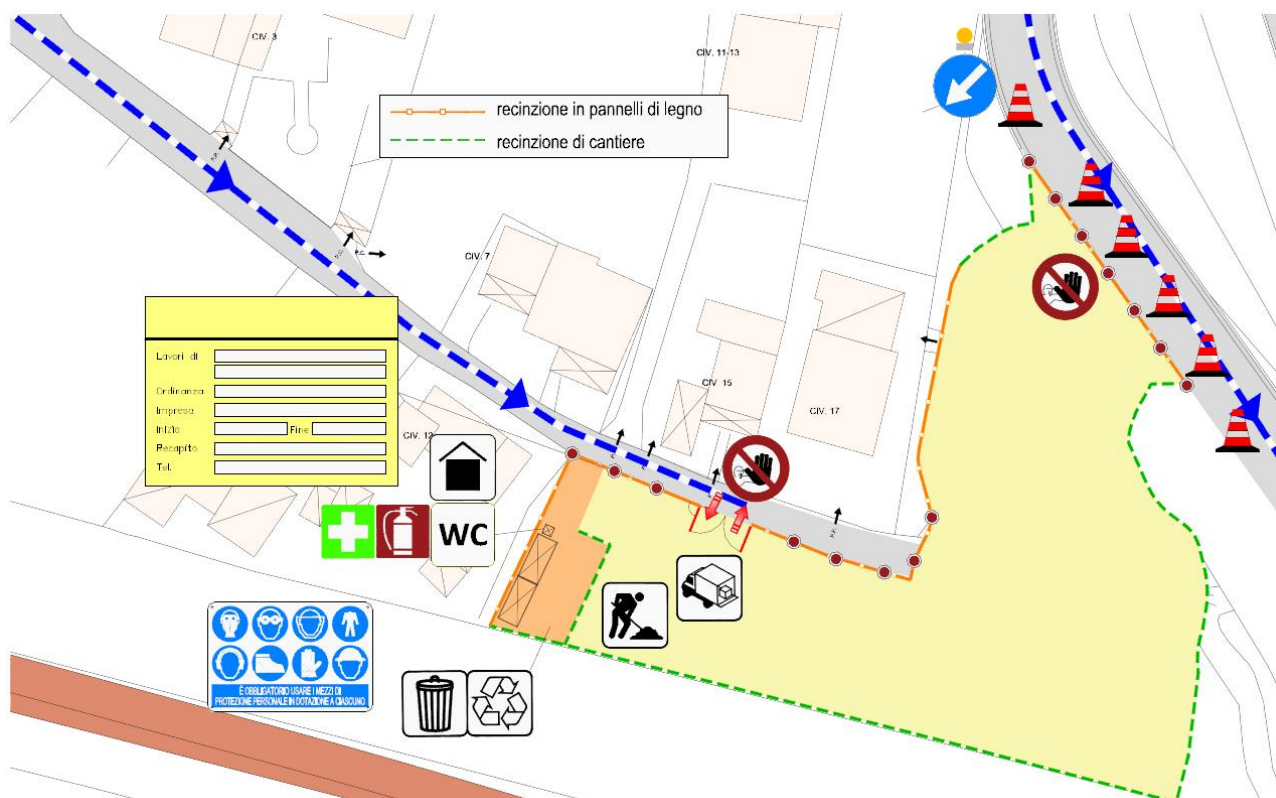 CIV. 3
CIV. 11-13
recinzione in pannelli di legno
recinzione di cantiere
CIV. 7
P.C.
Lavori di
Ordinanza
Impresa
Inizio
Fine
Recapito
Tel.
CIV. 12
CIV 15
CIV. 17
WC
È OBBLIGATORIO USARE I MEZZI DI
PROTEZIONE PERSONALE IN DOTAZIONE A CIASCUNO